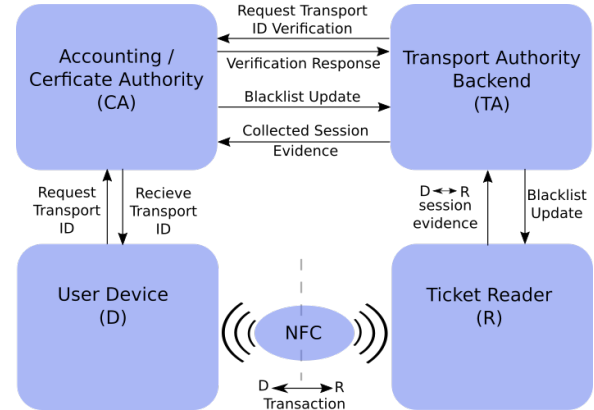 Request Transport
ID Verification
Accounting /
Cerficate Authority
(CA)
Verification Response
Transport Authority
Backend
(TA)
Blacklist Update
Collected Session
Evidence
Request
Transport
ID
Recieve
Transport
ID
D R
session
evidence
Blacklist
Update
User Device
(D)
NFC
Ticket Reader
(R)
D R
Transaction